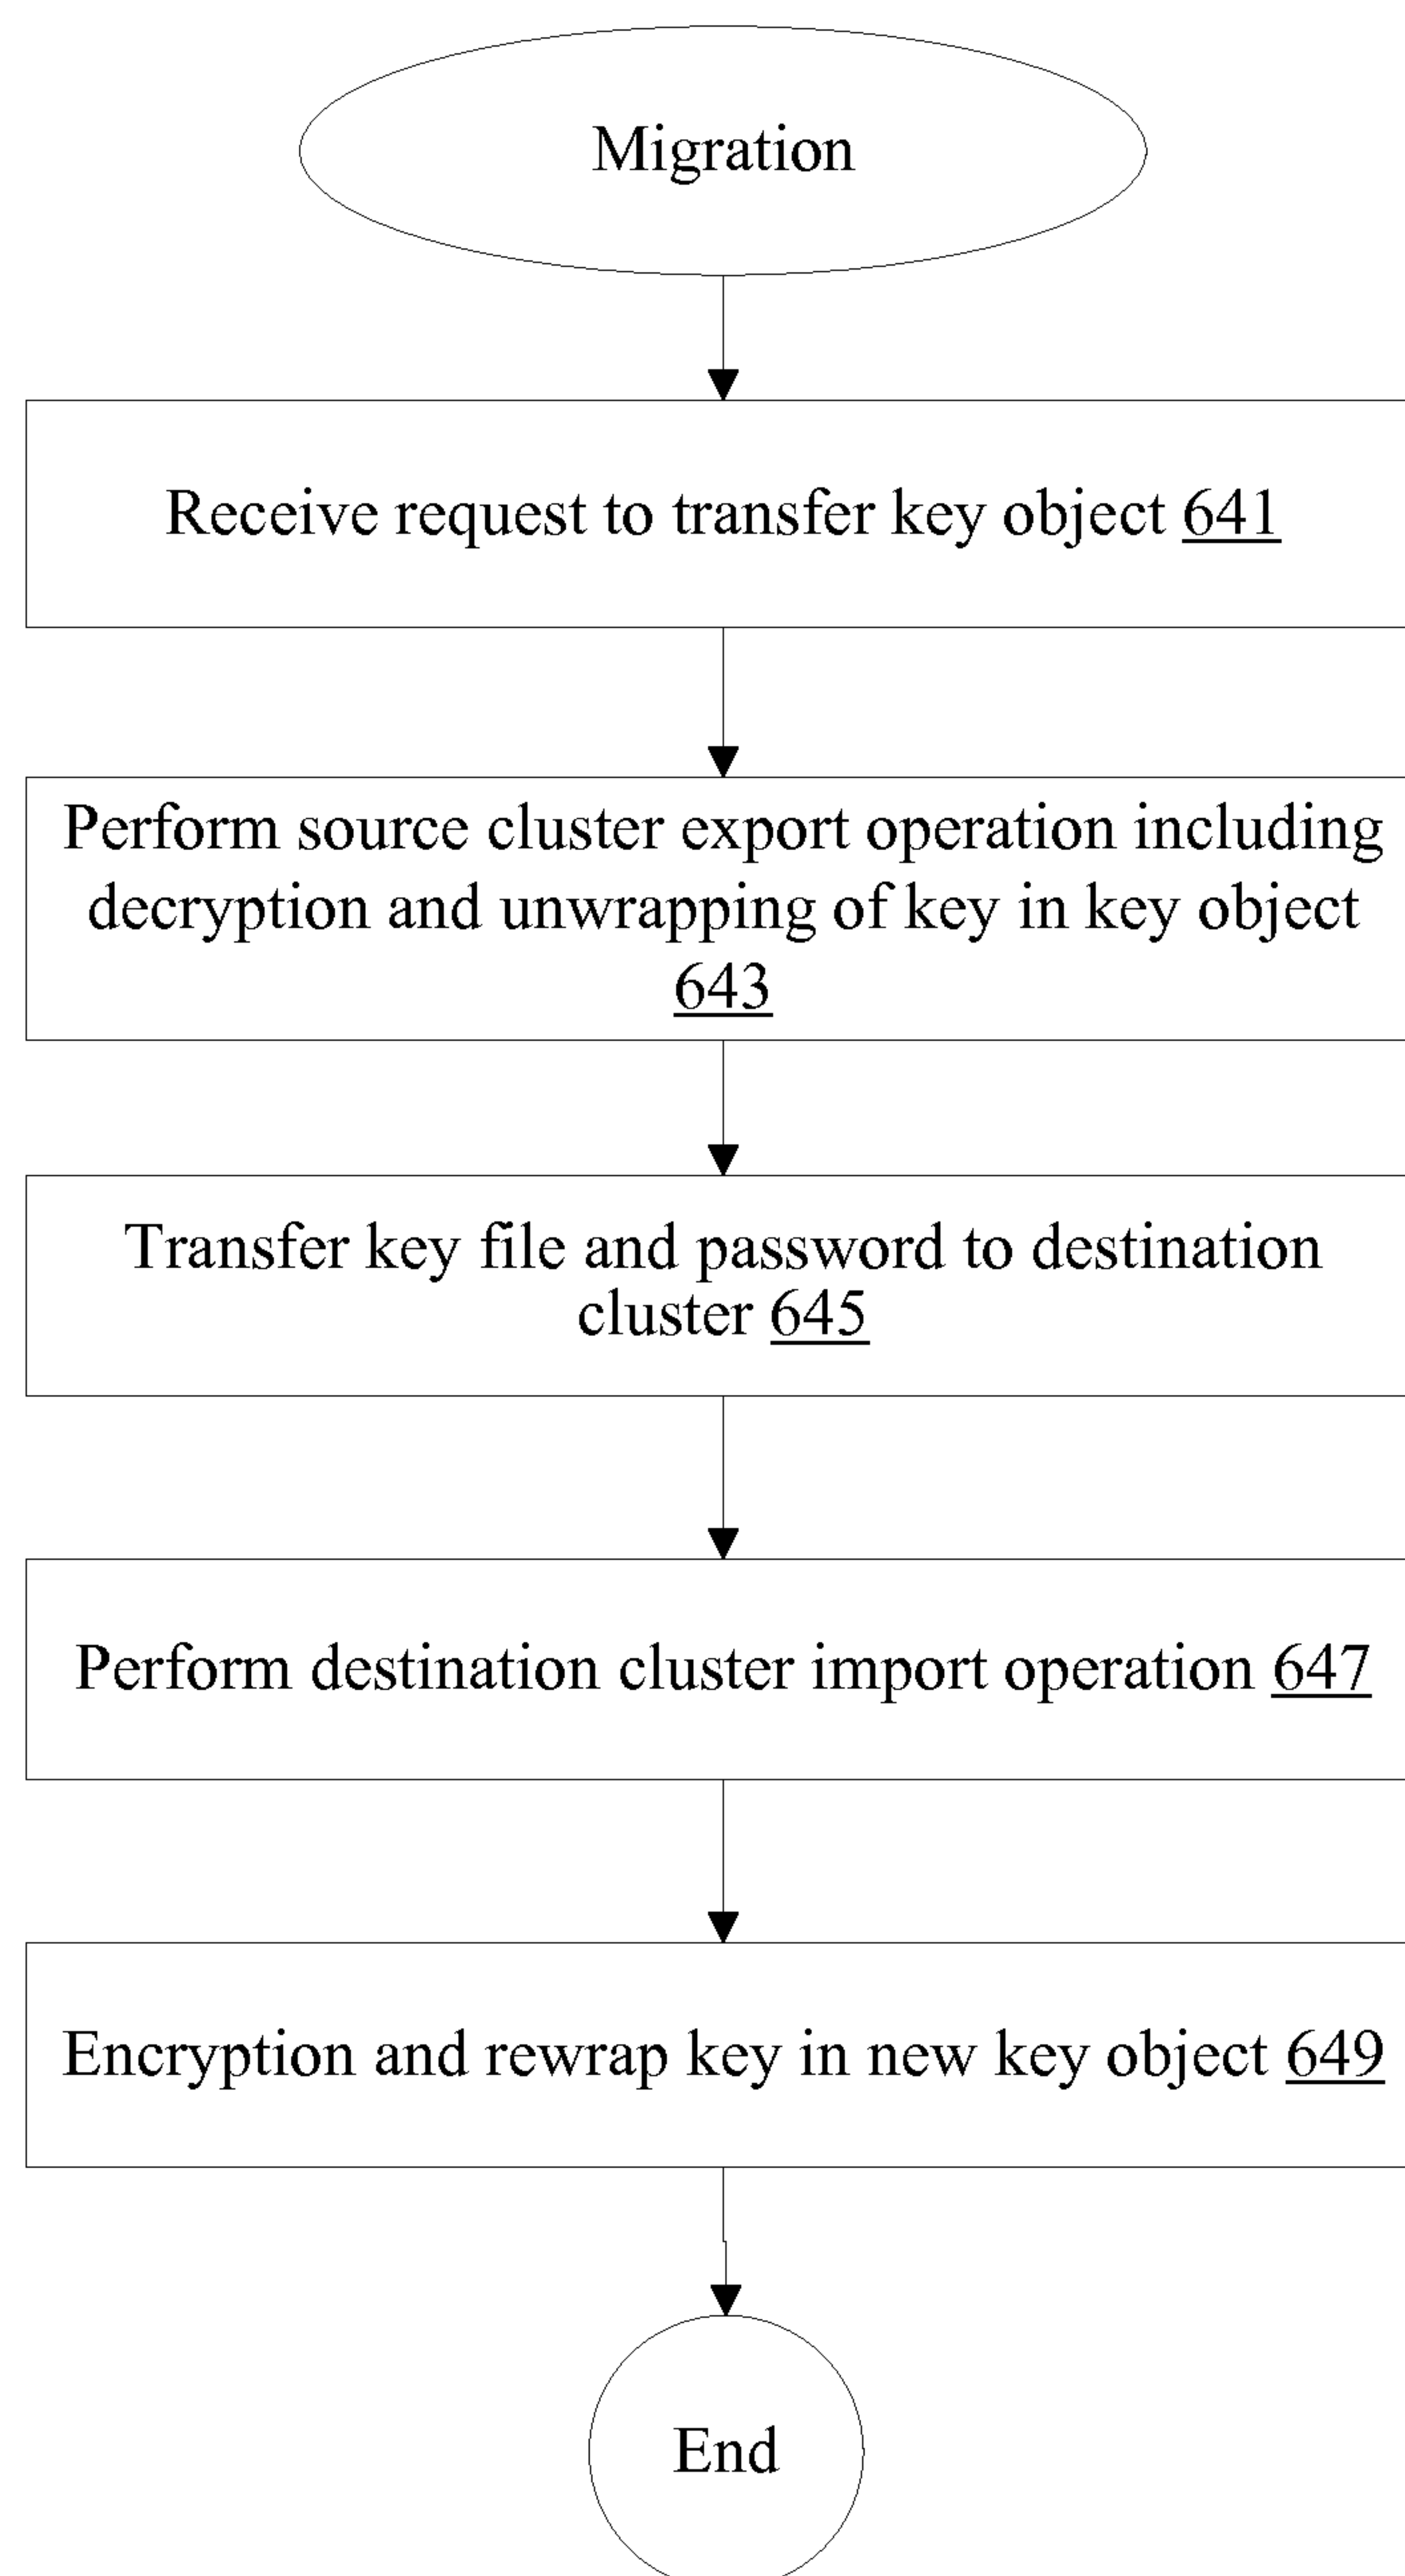 Migration
Receive request to transfer key object 641
Perform source cluster export operation including
decryption and unwrapping of key in key object
643
Transfer key file and password to destination
cluster 645
Perform destination cluster import operation 647
Encryption and rewrap key in new key object 649
End